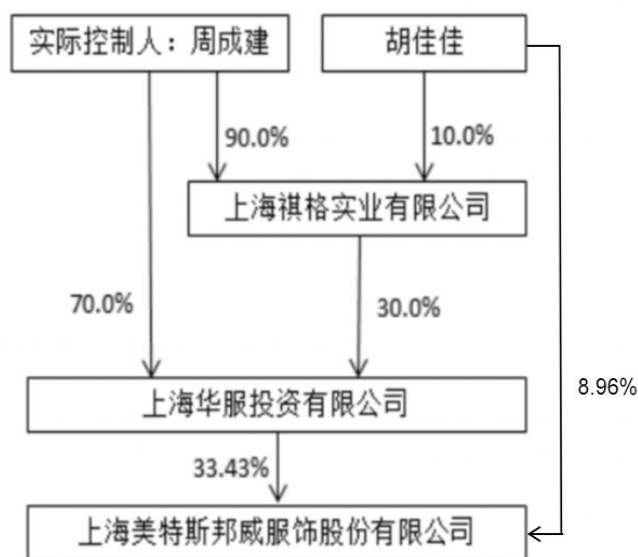 实际控制人：周成建
胡佳佳
90.0%
10.0%
上海祺格实业有限公司
70.0%
30.0%
8.96%
上海华服投资有限公司
33.43%
上海美特斯邦威服饰股份有限公司